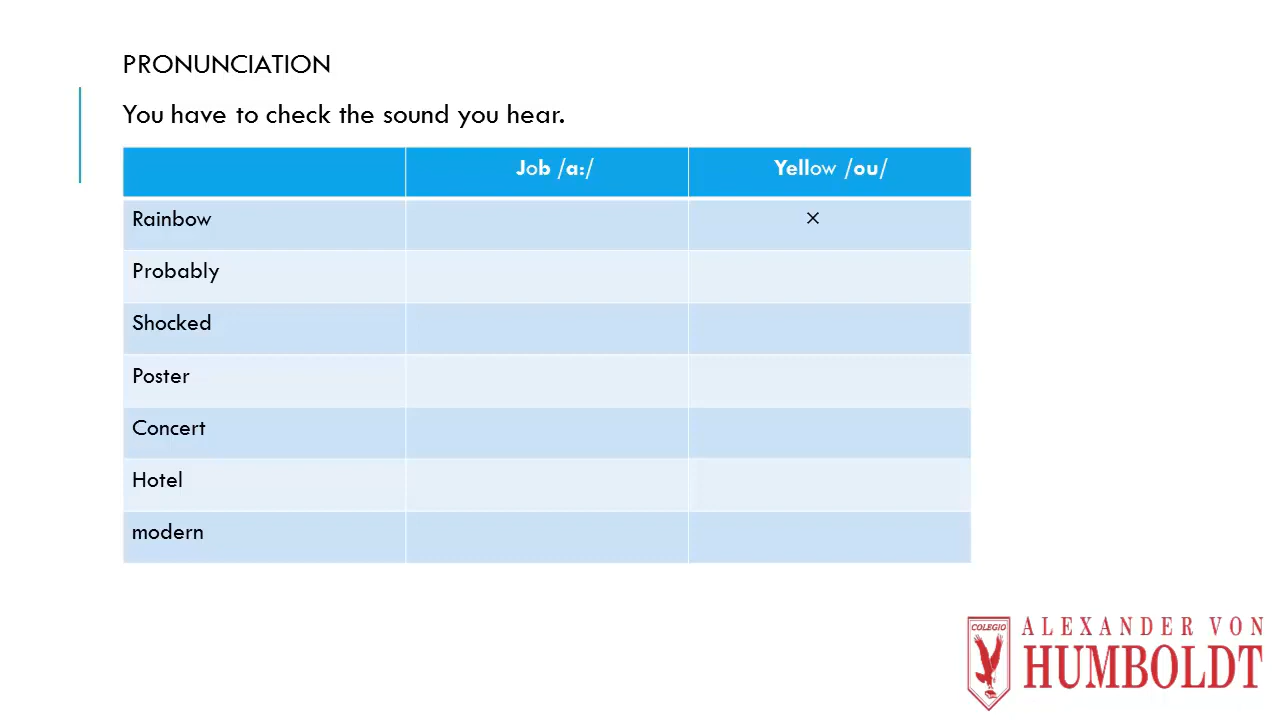 PRONUNCIATION
You have to check the sound you hear.
Job /a:/ Yellow /ou/
Rainbow ×
Probably
Shocked
Poster
Concert
Hotel
modern
COLEGIO
ALEXANDER VON
HUMBOLDT